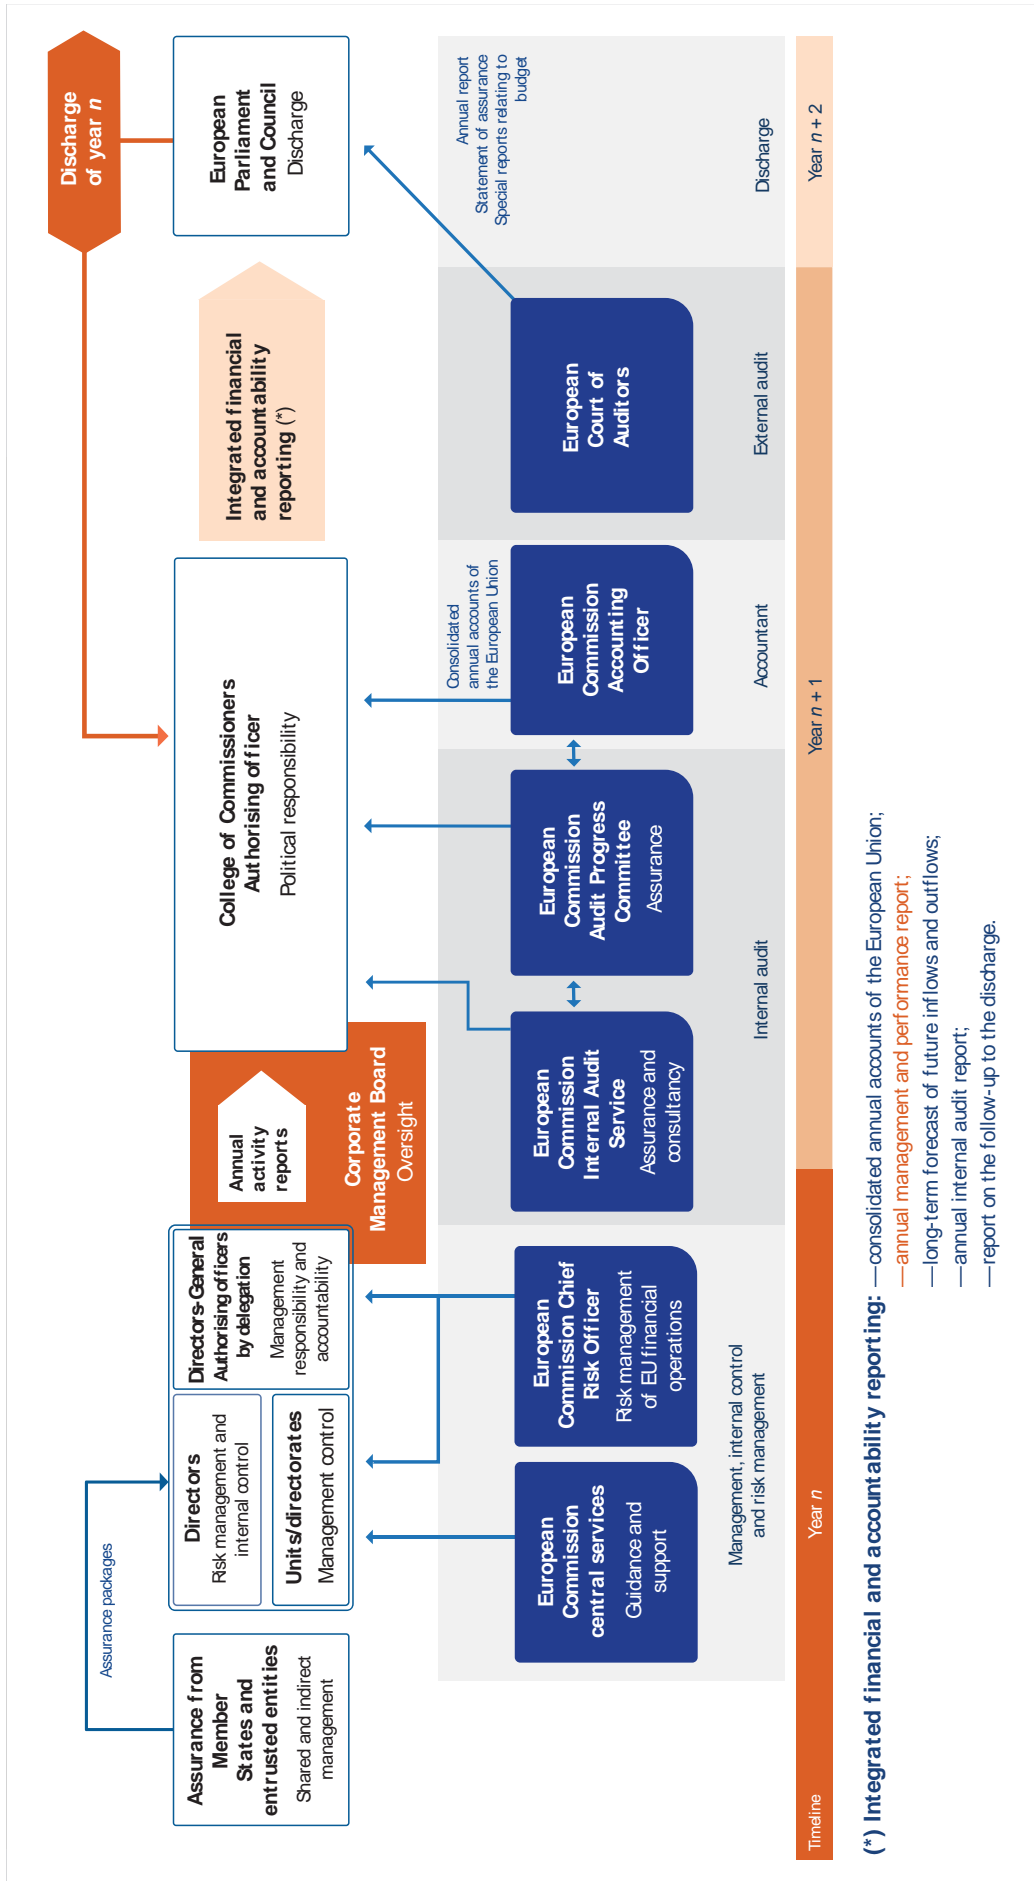 Assurance packages
Assurance from
Member
States and
entrusted entities
Shared and indirect
management
Directors
Risk management and
internal control
Units/directorates
Management control
Directors-General
Authorising officers
by delegation
Management
responsibility and
accountability
Annual
activity
reports
Corporate
Management Board
Oversight
College of Commissioners
Authorising officer
Political responsibility
Integrated financial
and accountability
reporting (*)
European
Parliament
and Council
Discharge
Discharge
of year n
European
Commission
central services
Guidance and
support
European
Commission Chief
Risk Officer
Risk management
of EU financial
operations
Management, internal control
and risk management
European
Commission
Internal Audit
Service
Assurance and
consultancy
European
Commission
Audit Progress
Committee
Assurance
Internal audit
Consolidated
annual accounts of
the European Union
European
Commission
Accounting
Officer
Accountant
European
Court of
Auditors
External audit
Annual report
Statement of assurance
Special reports relating to
budget
Discharge
Timeline
Year n
Year n + 1
Year n + 2
(*) Integrated financial and accountability reporting: —consolidated annual accounts of the European Union;
—annual management and performance report;
—long-term forecast of future inflows and outflows;
—annual internal audit report;
—report on the follow-up to the discharge.